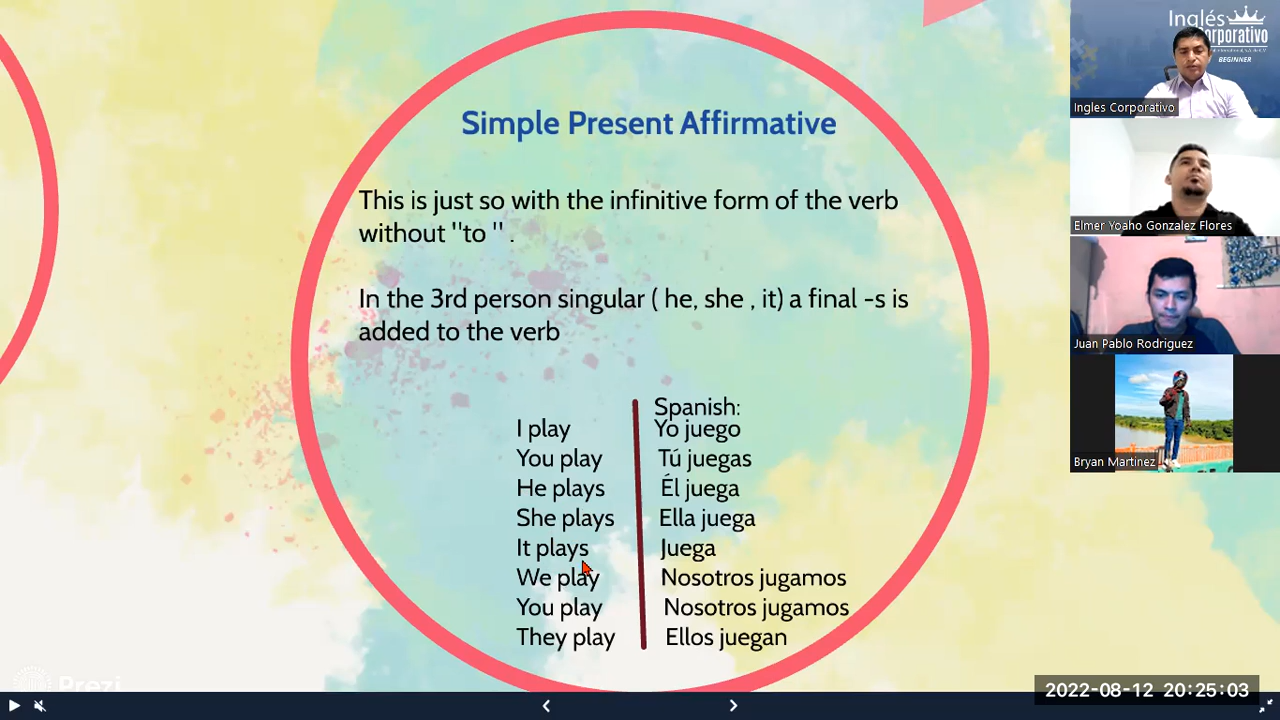 Simple Present Affirmative
This is just so with the infinitive form of the verb
without "to " .
In the 3rd person singular ( he, she , it) a final -s is
added to the verb
Spanish:
I play Yo juego
You play Tú juegas
He plays Él juega
She plays Ella juega
It plays Juega
We play Nosotros jugamos
You play Nosotros jugamos
They play Ellos juegan
Prezi
Inglés
Corporativo
BEGINNER
Ingles Corporativo
Elmer Yoaho Gonzalez Flores
Juan Pablo Rodriguez
Bryan Martinez
2022-08-12 20:25:03